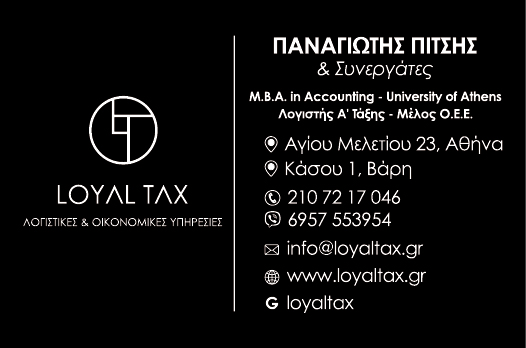 LOYAL TAX
ΛΟΓΙΣΤΙΚΕΣ & ΟΙΚΟΝΟΜΙΚΕΣ ΥΠΗΡΕΣΙΕΣ
ΠΑΝΑΓΙΩΤΗΣ ΠΙΤΣΗΣ
& Συνεργάτες
M.B.A. in Accounting - University of Athens
Λογιστής Α' Τάξης - Μέλος Ο.Ε.Ε.
Αγίου Μελετίου 23, Αθήνα
Κάσου 1, Βάρη
210 72 17 046
6957 553954
info@loyaltax.gr
www.loyaltax.gr
G loyaltax